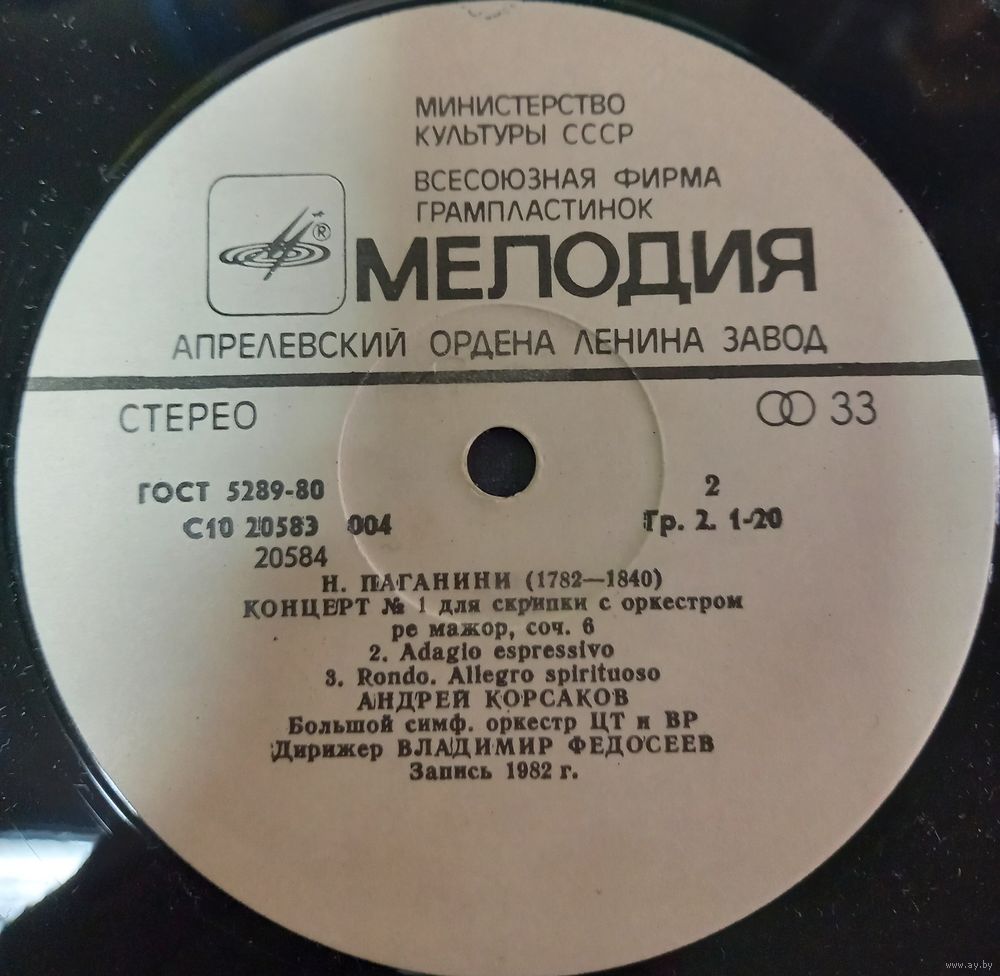 МИНИСТЕРСТВО
КУЛЬТУРЫ СССР
ВСЕСОЮЗНАЯ ФИРМА
ГРАМПЛАСТИНОК
®
МЕЛОДИЯ
АПРЕЛЕВСКИЙ ОРДЕНА ЛЕНИНА ЗАВОД
СТЕРЕО 33
ГОСТ 5289-80 2
С10 20583 004 Гр. 2. 1-20
20584
Н. ПАГАНИНИ (1782—1840)
КОНЦЕРТ № 1 для скрипки с оркестром
ре мажор, соч. 6
2. Adagio espressivo
3. Rondo. Allegro spirituoso
АНДРЕЙ КОРСАКОВ
Большой симф. оркестр ЦТ и ВР
Дирижер ВЛАДИМИР ФЕДОСЕЕВ
Запись 1982 г.
www.ay.by